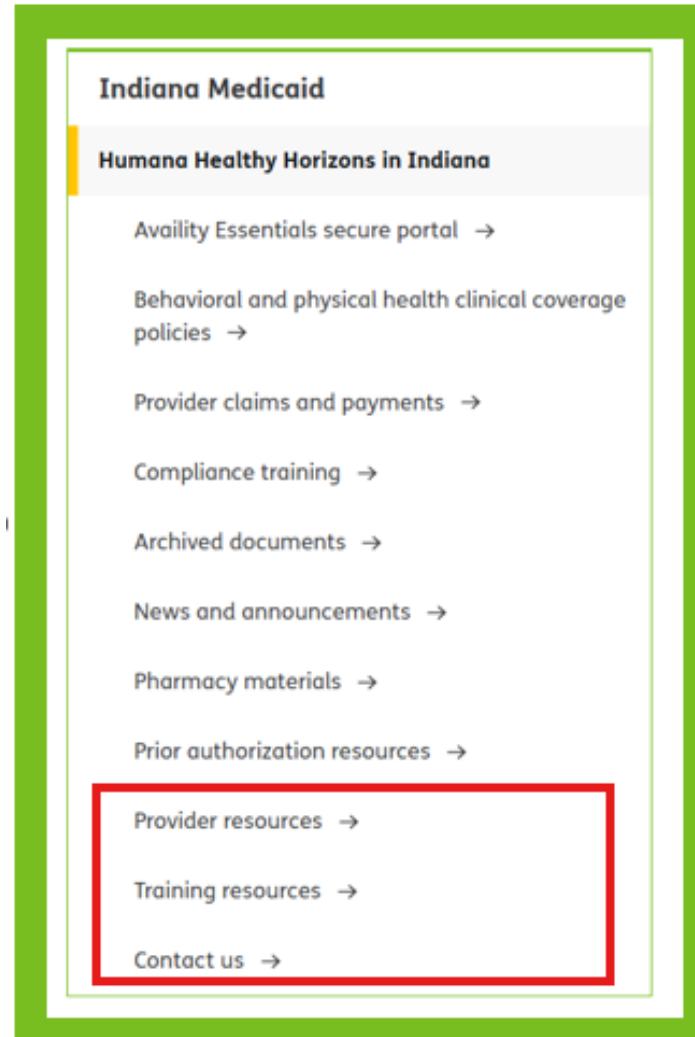 Indiana Medicaid
Humana Healthy Horizons in Indiana
Availity Essentials secure portal →
Behavioral and physical health clinical coverage
policies →
Provider claims and payments →
Compliance training →
Archived documents →
News and announcements →
Pharmacy materials →
Prior authorization resources →
Provider resources →
Training resources →
Contact us →